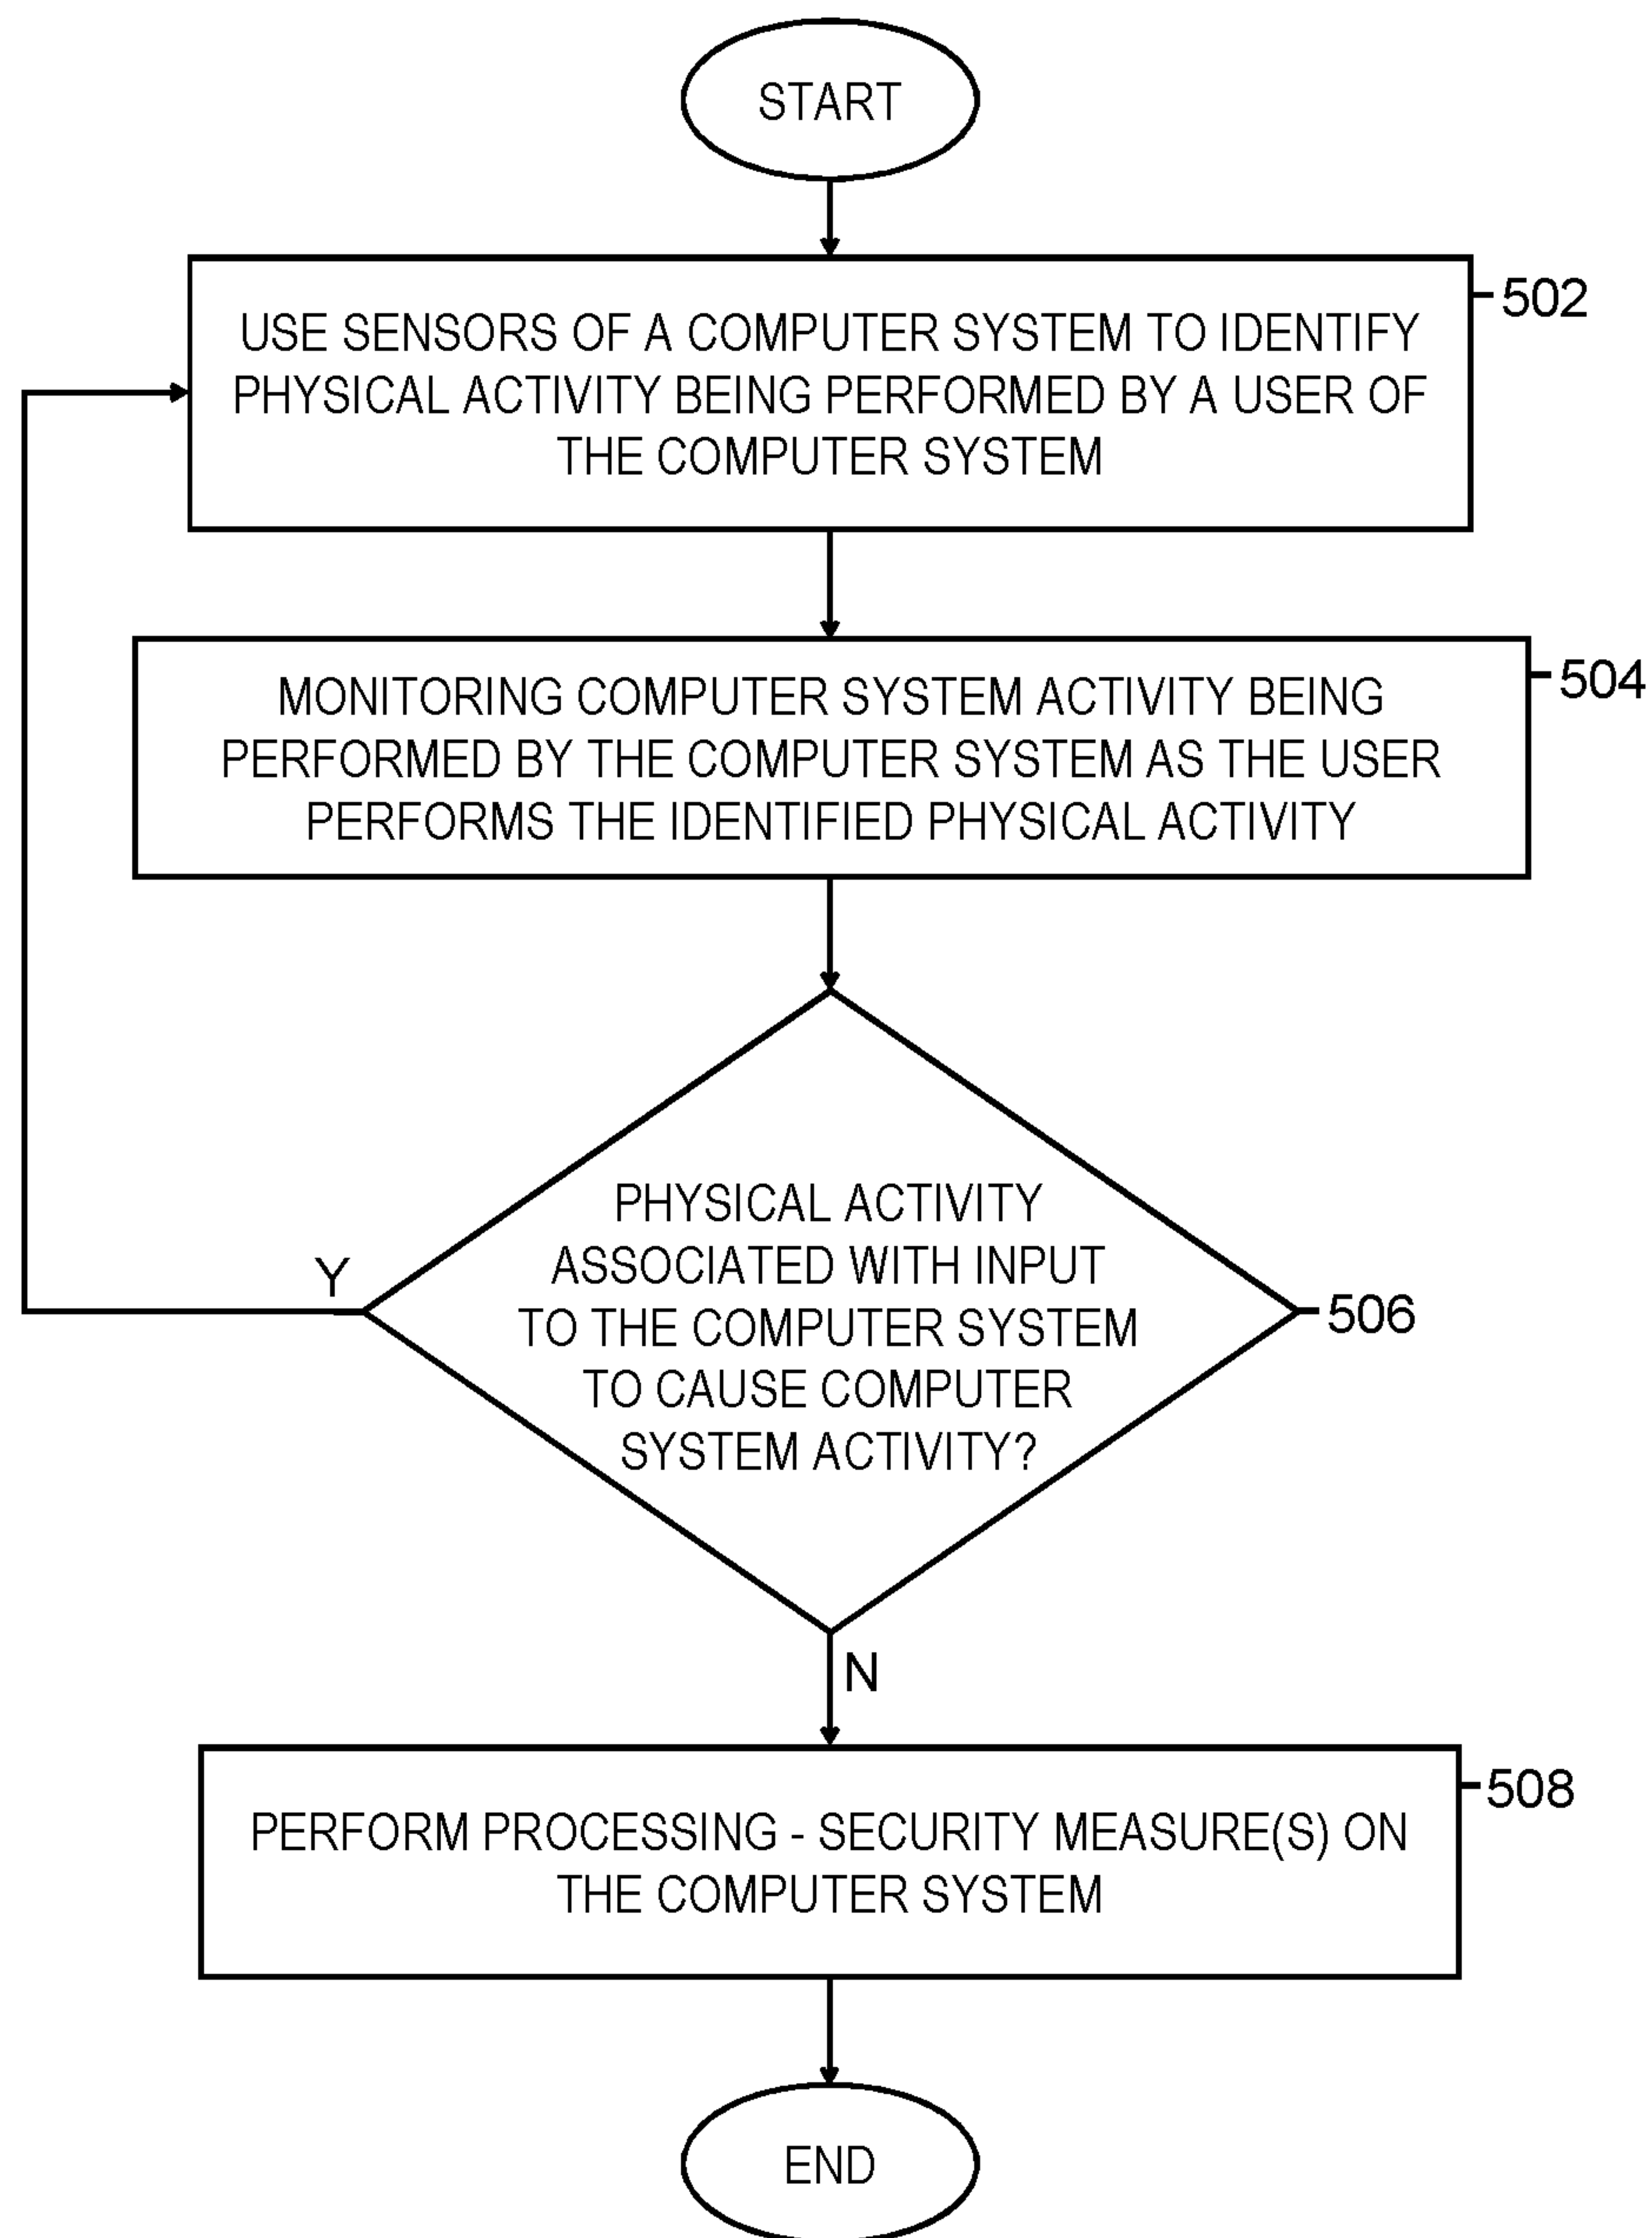 START
USE SENSORS OF A COMPUTER SYSTEM TO IDENTIFY
PHYSICAL ACTIVITY BEING PERFORMED BY A USER OF
THE COMPUTER SYSTEM
502
MONITORING COMPUTER SYSTEM ACTIVITY BEING
PERFORMED BY THE COMPUTER SYSTEM AS THE USER
PERFORMS THE IDENTIFIED PHYSICAL ACTIVITY
504
PHYSICAL ACTIVITY
ASSOCIATED WITH INPUT
TO THE COMPUTER SYSTEM
TO CAUSE COMPUTER
SYSTEM ACTIVITY?
Y
506
N
PERFORM PROCESSING - SECURITY MEASURE(S) ON
THE COMPUTER SYSTEM
508
END